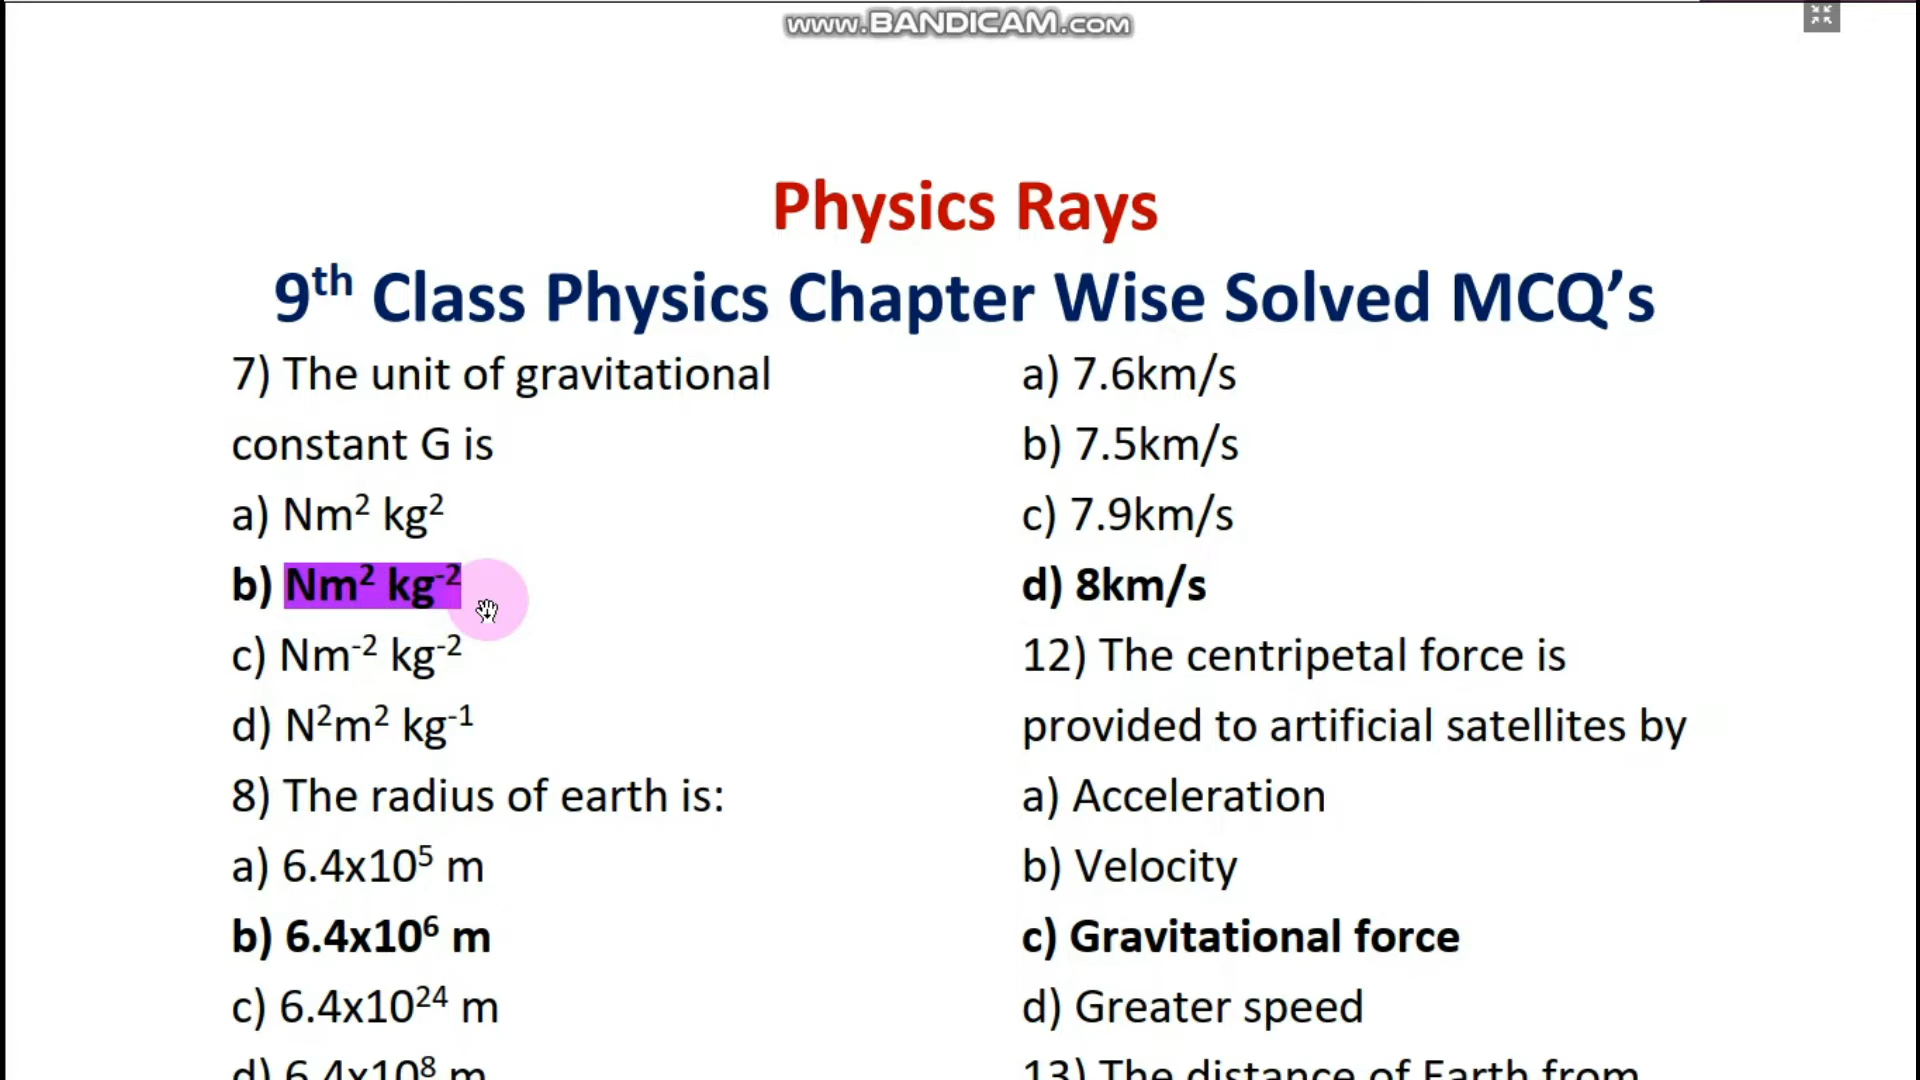 www.BANDICAM.com
Physics Rays
9th Class Physics Chapter Wise Solved MCQ’s
7) The unit of gravitational
constant G is
a) Nm² kg²
b) Nm² kg⁻²
c) Nm⁻² kg⁻²
d) N²m² kg⁻¹
8) The radius of earth is:
a) 6.4x10⁵ m
b) 6.4x10⁶ m
c) 6.4x10²⁴ m
d) 6.4x10⁸ m
a) 7.6km/s
b) 7.5km/s
c) 7.9km/s
d) 8km/s
12) The centripetal force is
provided to artificial satellites by
a) Acceleration
b) Velocity
c) Gravitational force
d) Greater speed
13) The distance of Earth from